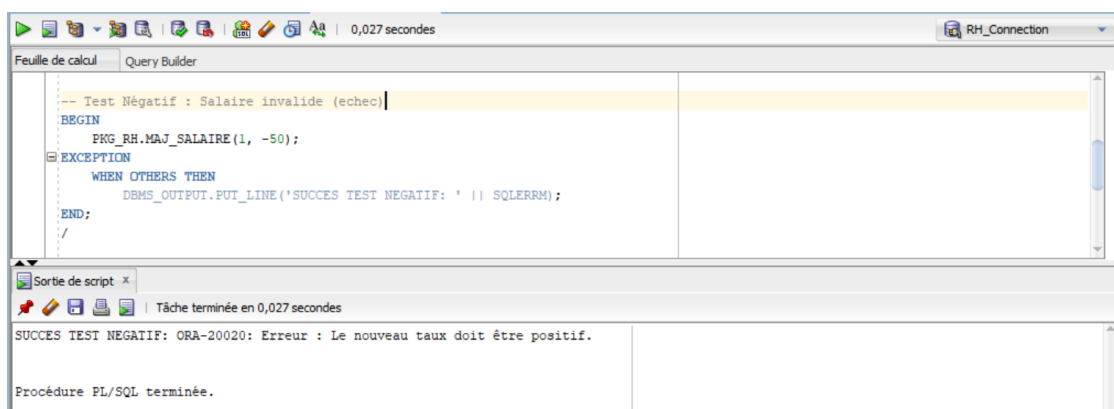 0,027 secondes
RH_Connection
Feuille de calcul Query Builder
-- Test Négatif : Salaire invalide (echec)
BEGIN
PKG_RH.MAJ_SALAIRE(1, -50);
EXCEPTION
WHEN OTHERS THEN
DBMS_OUTPUT.PUT_LINE('SUCCES TEST NEGATIF: ' || SQLERRM);
END;
/
Sortie de script x
Tâche terminée en 0,027 secondes
SUCCES TEST NEGATIF: ORA-20020: Erreur : Le nouveau taux doit être positif.
Procédure PL/SQL terminée.